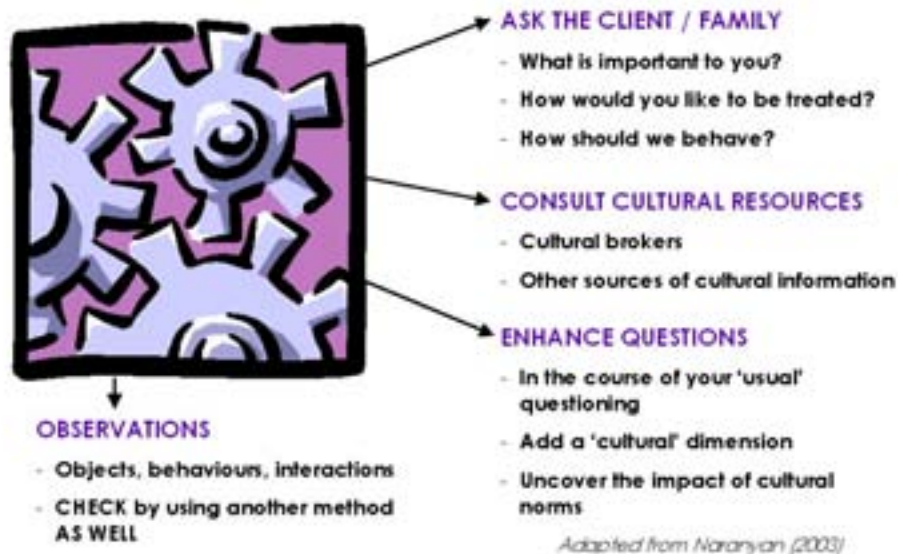 ASK THE CLIENT / FAMILY
- What is important to you?
- How would you like to be treated?
- How should we behave?
CONSULT CULTURAL RESOURCES
- Cultural brokers
- Other sources of cultural information
ENHANCE QUESTIONS
- In the course of your 'usual'
questioning
- Add a 'cultural' dimension
- Uncover the impact of cultural
norms
OBSERVATIONS
- Objects, behaviours, interactions
- CHECK by using another method
AS WELL
Adapted from Naranyan (2003)